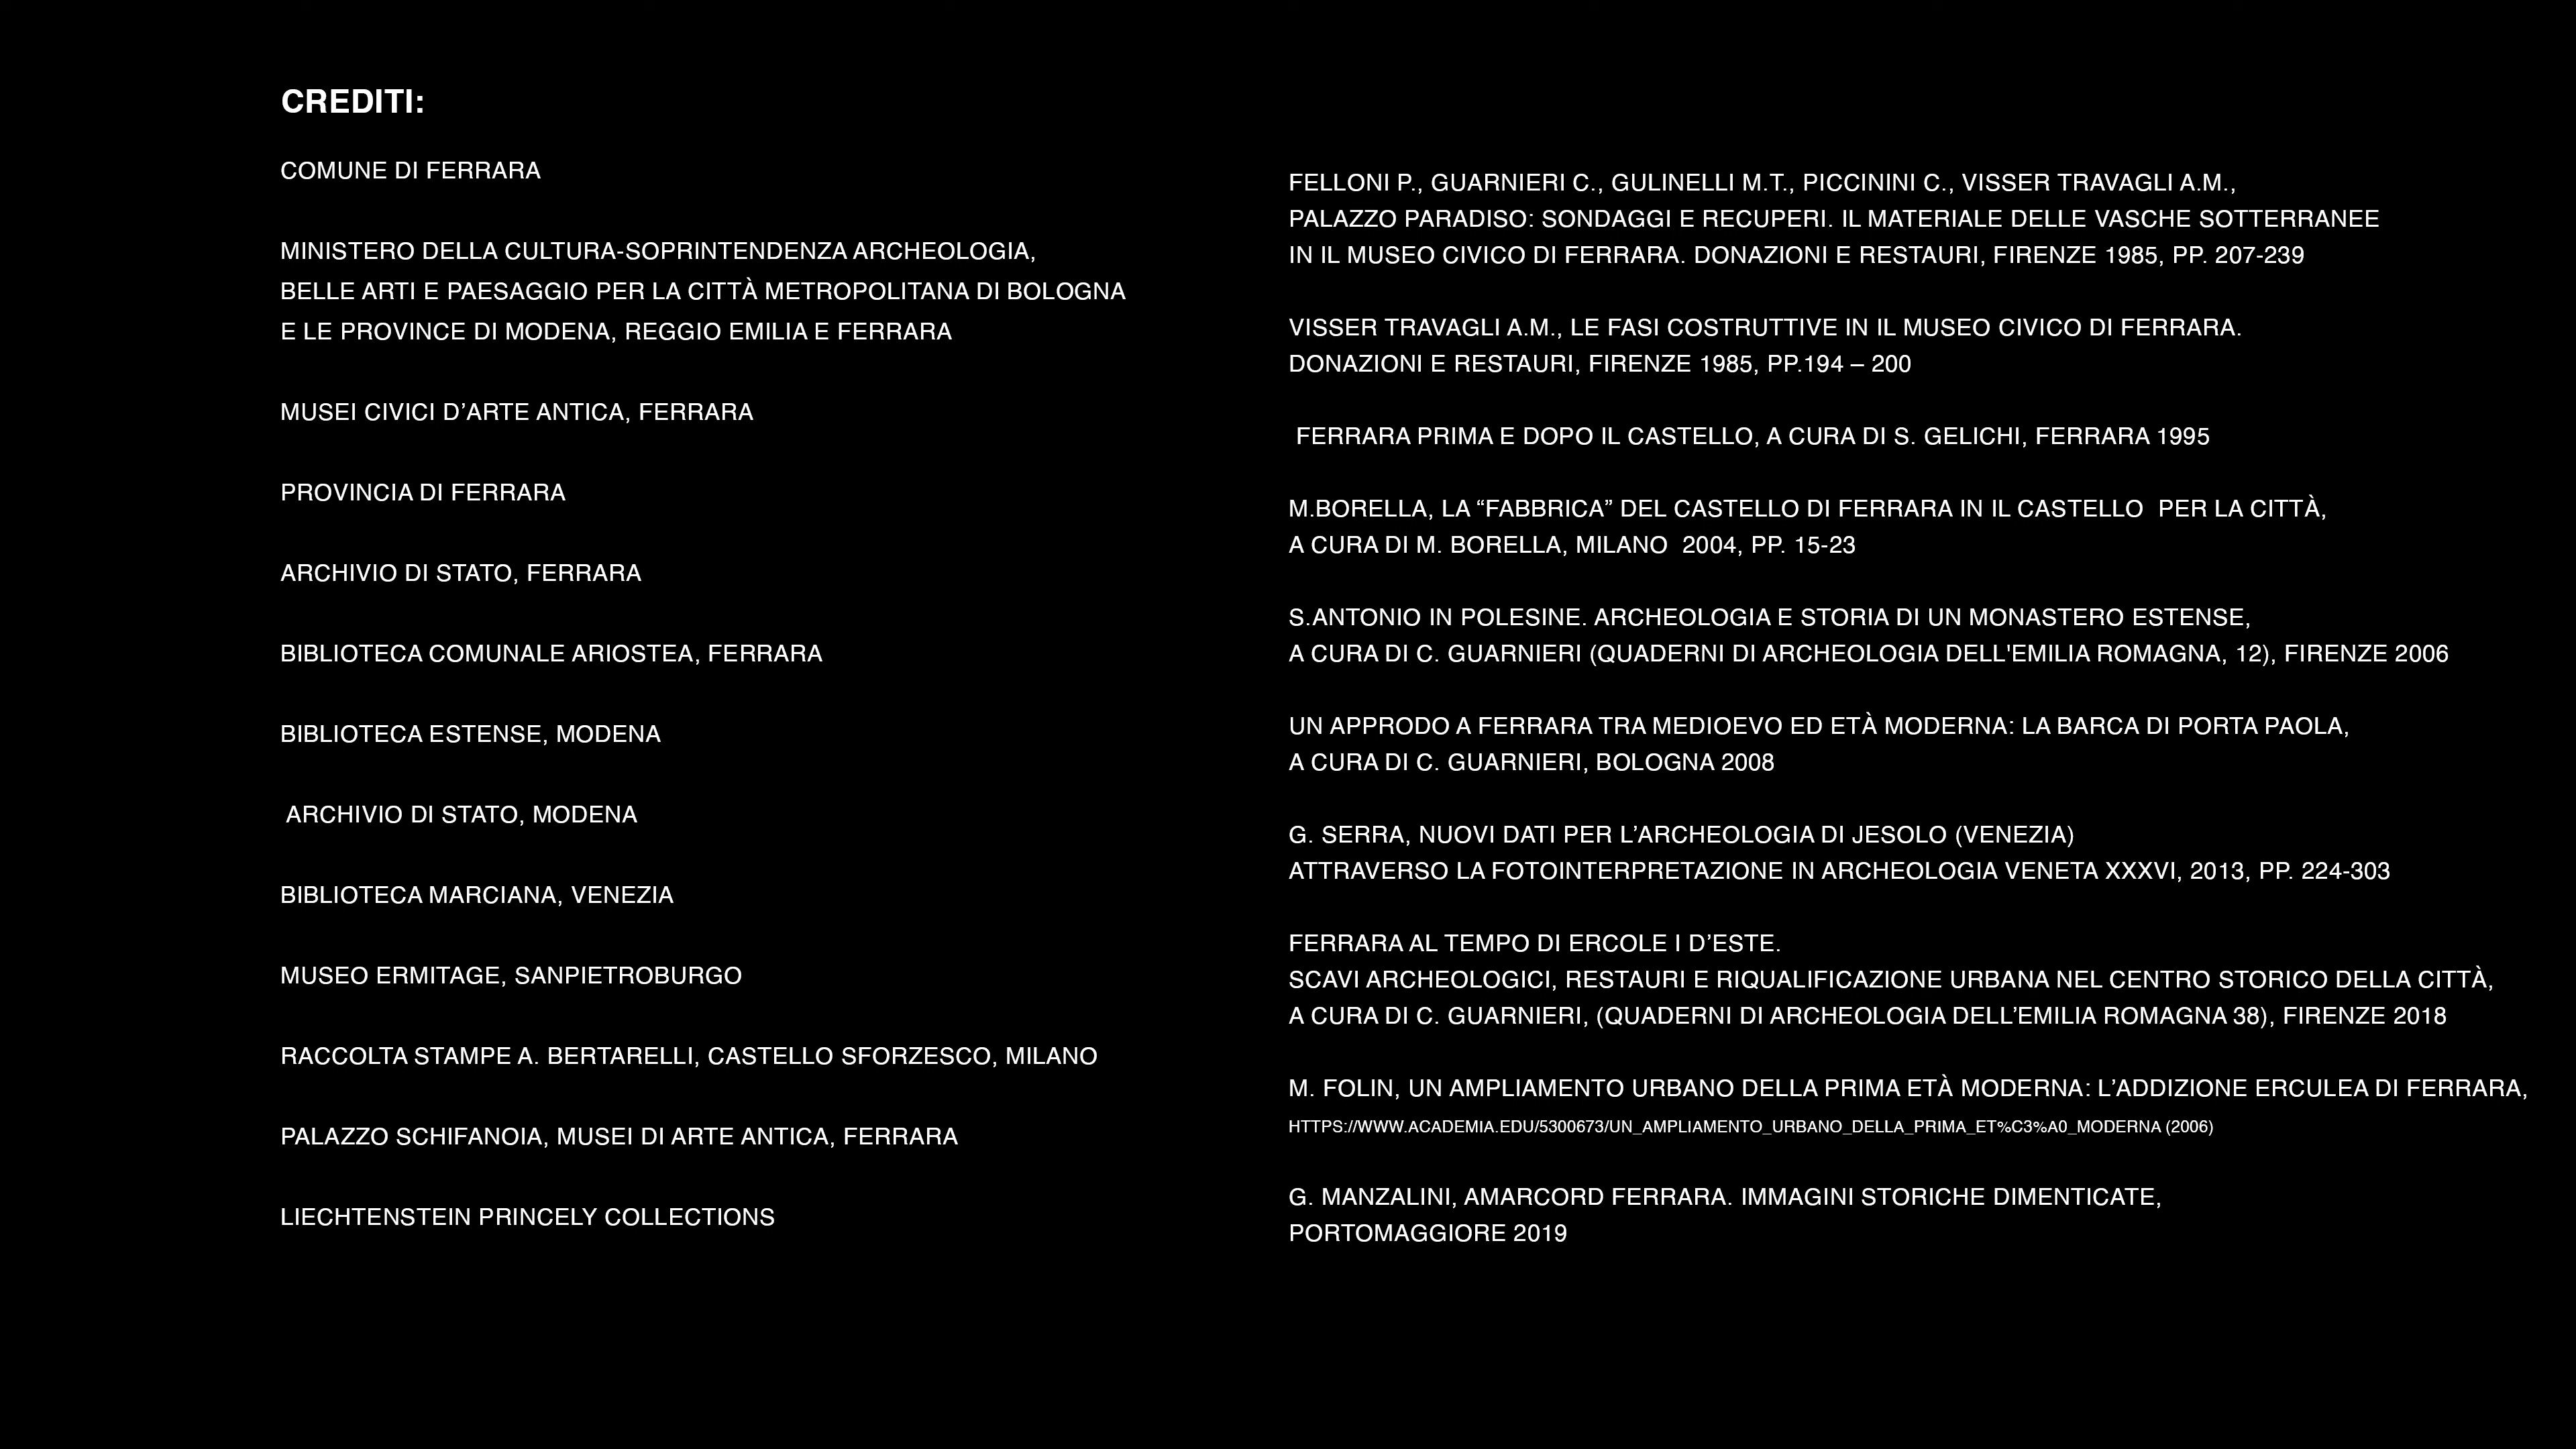 CREDITI:
COMUNE DI FERRARA
MINISTERO DELLA CULTURA-SOPRINTENDENZA ARCHEOLOGIA,
BELLE ARTI E PAESAGGIO PER LA CITTÀ METROPOLITANA DI BOLOGNA
E LE PROVINCE DI MODENA, REGGIO EMILIA E FERRARA
MUSEI CIVICI D’ARTE ANTICA, FERRARA
PROVINCIA DI FERRARA
ARCHIVIO DI STATO, FERRARA
BIBLIOTECA COMUNALE ARIOSTEA, FERRARA
BIBLIOTECA ESTENSE, MODENA
ARCHIVIO DI STATO, MODENA
BIBLIOTECA MARCIANA, VENEZIA
MUSEO ERMITAGE, SANPIETROBURGO
RACCOLTA STAMPE A. BERTARELLI, CASTELLO SFORZESCO, MILANO
PALAZZO SCHIFANOIA, MUSEI DI ARTE ANTICA, FERRARA
LIECHTENSTEIN PRINCELY COLLECTIONS
FELLONI P., GUARNIERI C., GULINELLI M.T., PICCININI C., VISSER TRAVAGLI A.M.,
PALAZZO PARADISO: SONDAGGI E RECUPERI. IL MATERIALE DELLE VASCHE SOTTERRANEE
IN IL MUSEO CIVICO DI FERRARA. DONAZIONI E RESTAURI, FIRENZE 1985, PP. 207-239
VISSER TRAVAGLI A.M., LE FASI COSTRUTTIVE IN IL MUSEO CIVICO DI FERRARA.
DONAZIONI E RESTAURI, FIRENZE 1985, PP.194 – 200
FERRARA PRIMA E DOPO IL CASTELLO, A CURA DI S. GELICHI, FERRARA 1995
M.BORELLA, LA “FABBRICA” DEL CASTELLO DI FERRARA IN IL CASTELLO  PER LA CITTÀ,
A CURA DI M. BORELLA, MILANO  2004, PP. 15-23
S.ANTONIO IN POLESINE. ARCHEOLOGIA E STORIA DI UN MONASTERO ESTENSE,
A CURA DI C. GUARNIERI (QUADERNI DI ARCHEOLOGIA DELL'EMILIA ROMAGNA, 12), FIRENZE 2006
UN APPRODO A FERRARA TRA MEDIOEVO ED ETÀ MODERNA: LA BARCA DI PORTA PAOLA,
A CURA DI C. GUARNIERI, BOLOGNA 2008
G. SERRA, NUOVI DATI PER L’ARCHEOLOGIA DI JESOLO (VENEZIA)
ATTRAVERSO LA FOTOINTERPRETAZIONE IN ARCHEOLOGIA VENETA XXXVI, 2013, PP. 224-303
FERRARA AL TEMPO DI ERCOLE I D’ESTE.
SCAVI ARCHEOLOGICI, RESTAURI E RIQUALIFICAZIONE URBANA NEL CENTRO STORICO DELLA CITTÀ,
A CURA DI C. GUARNIERI, (QUADERNI DI ARCHEOLOGIA DELL’EMILIA ROMAGNA 38), FIRENZE 2018
M. FOLIN, UN AMPLIAMENTO URBANO DELLA PRIMA ETÀ MODERNA: L’ADDIZIONE ERCULEA DI FERRARA,
HTTPS://WWW.ACADEMIA.EDU/5300673/UN_AMPLIAMENTO_URBANO_DELLA_PRIMA_ET%C3%A0_MODERNA (2006)
G. MANZALINI, AMARCORD FERRARA. IMMAGINI STORICHE DIMENTICATE,
PORTOMAGGIORE 2019